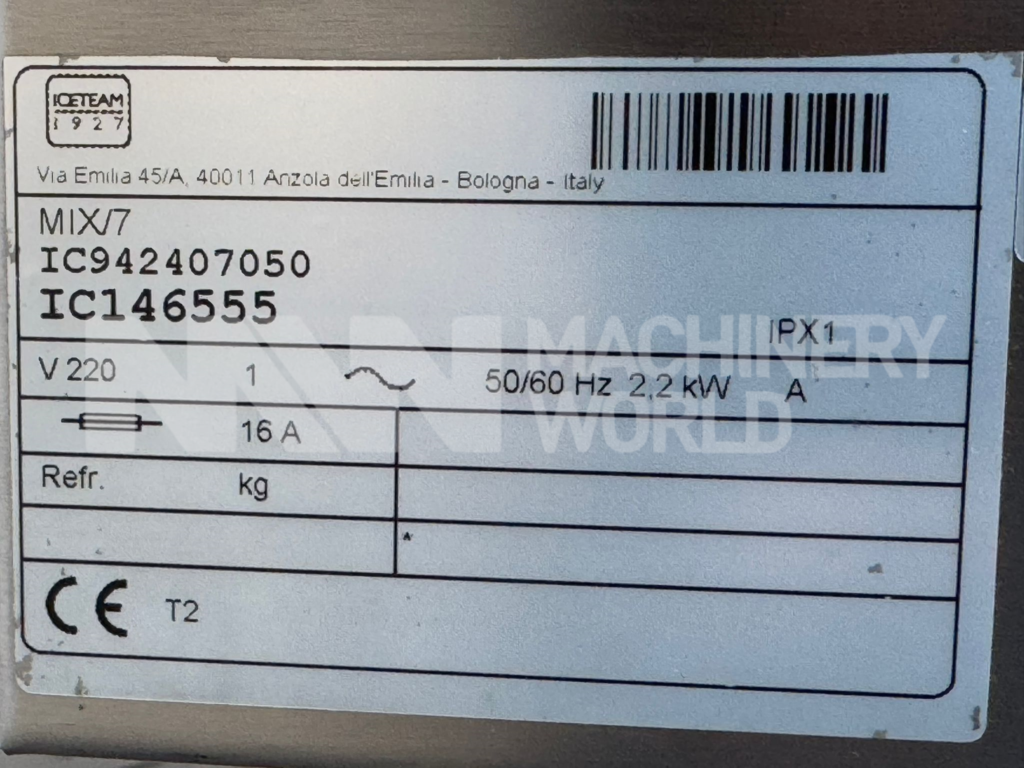 ICETEAM
1927
Via Emilia 45/A, 40011 Anzola dell'Emilia - Bologna - Italy
MIX/7
IC942407050
IC146555
IPX1
MACHINERY
WORLD
V 220 1 50/60 Hz 2,2 kW A
16 A
Refr. kg
*
CE T2